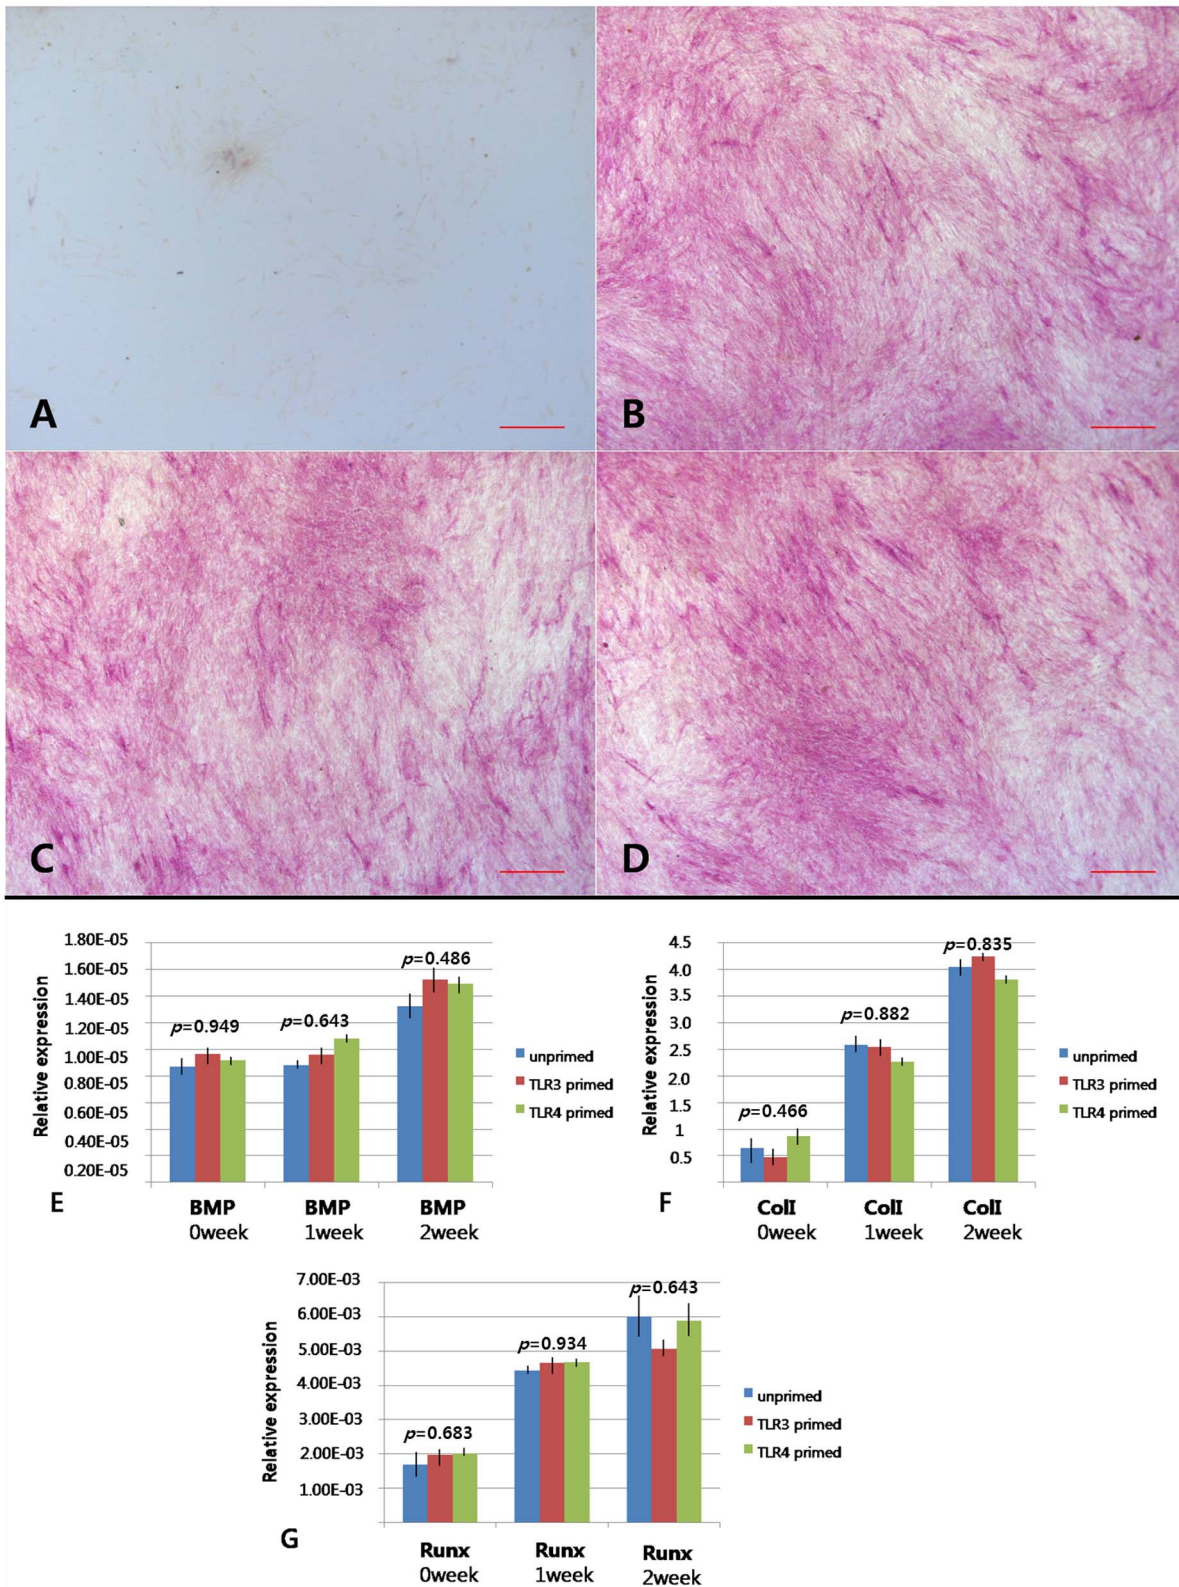 A
B
C
D
1.80E-05
1.60E-05
1.40E-05
1.20E-05
1.00E-05
0.80E-05
0.60E-05
0.40E-05
0.20E-05
Relative expression
p=0.949
p=0.643
p=0.486
unprimed
TLR3 primed
TLR4 primed
E
BMP
0week
BMP
1week
BMP
2week
4.5
4.0
3.5
3.0
2.5
2.0
1.5
1
0.5
Relative expression
p=0.466
p=0.882
p=0.835
unprimed
TLR3 primed
TLR4 primed
F
ColI
0week
ColI
1week
ColI
2week
7.00E-03
6.00E-03
5.00E-03
4.00E-03
3.00E-03
2.00E-03
1.00E-03
Relative expression
p=0.683
p=0.934
p=0.643
unprimed
TLR3 primed
TLR4 primed
G
Runx
0week
Runx
1week
Runx
2week